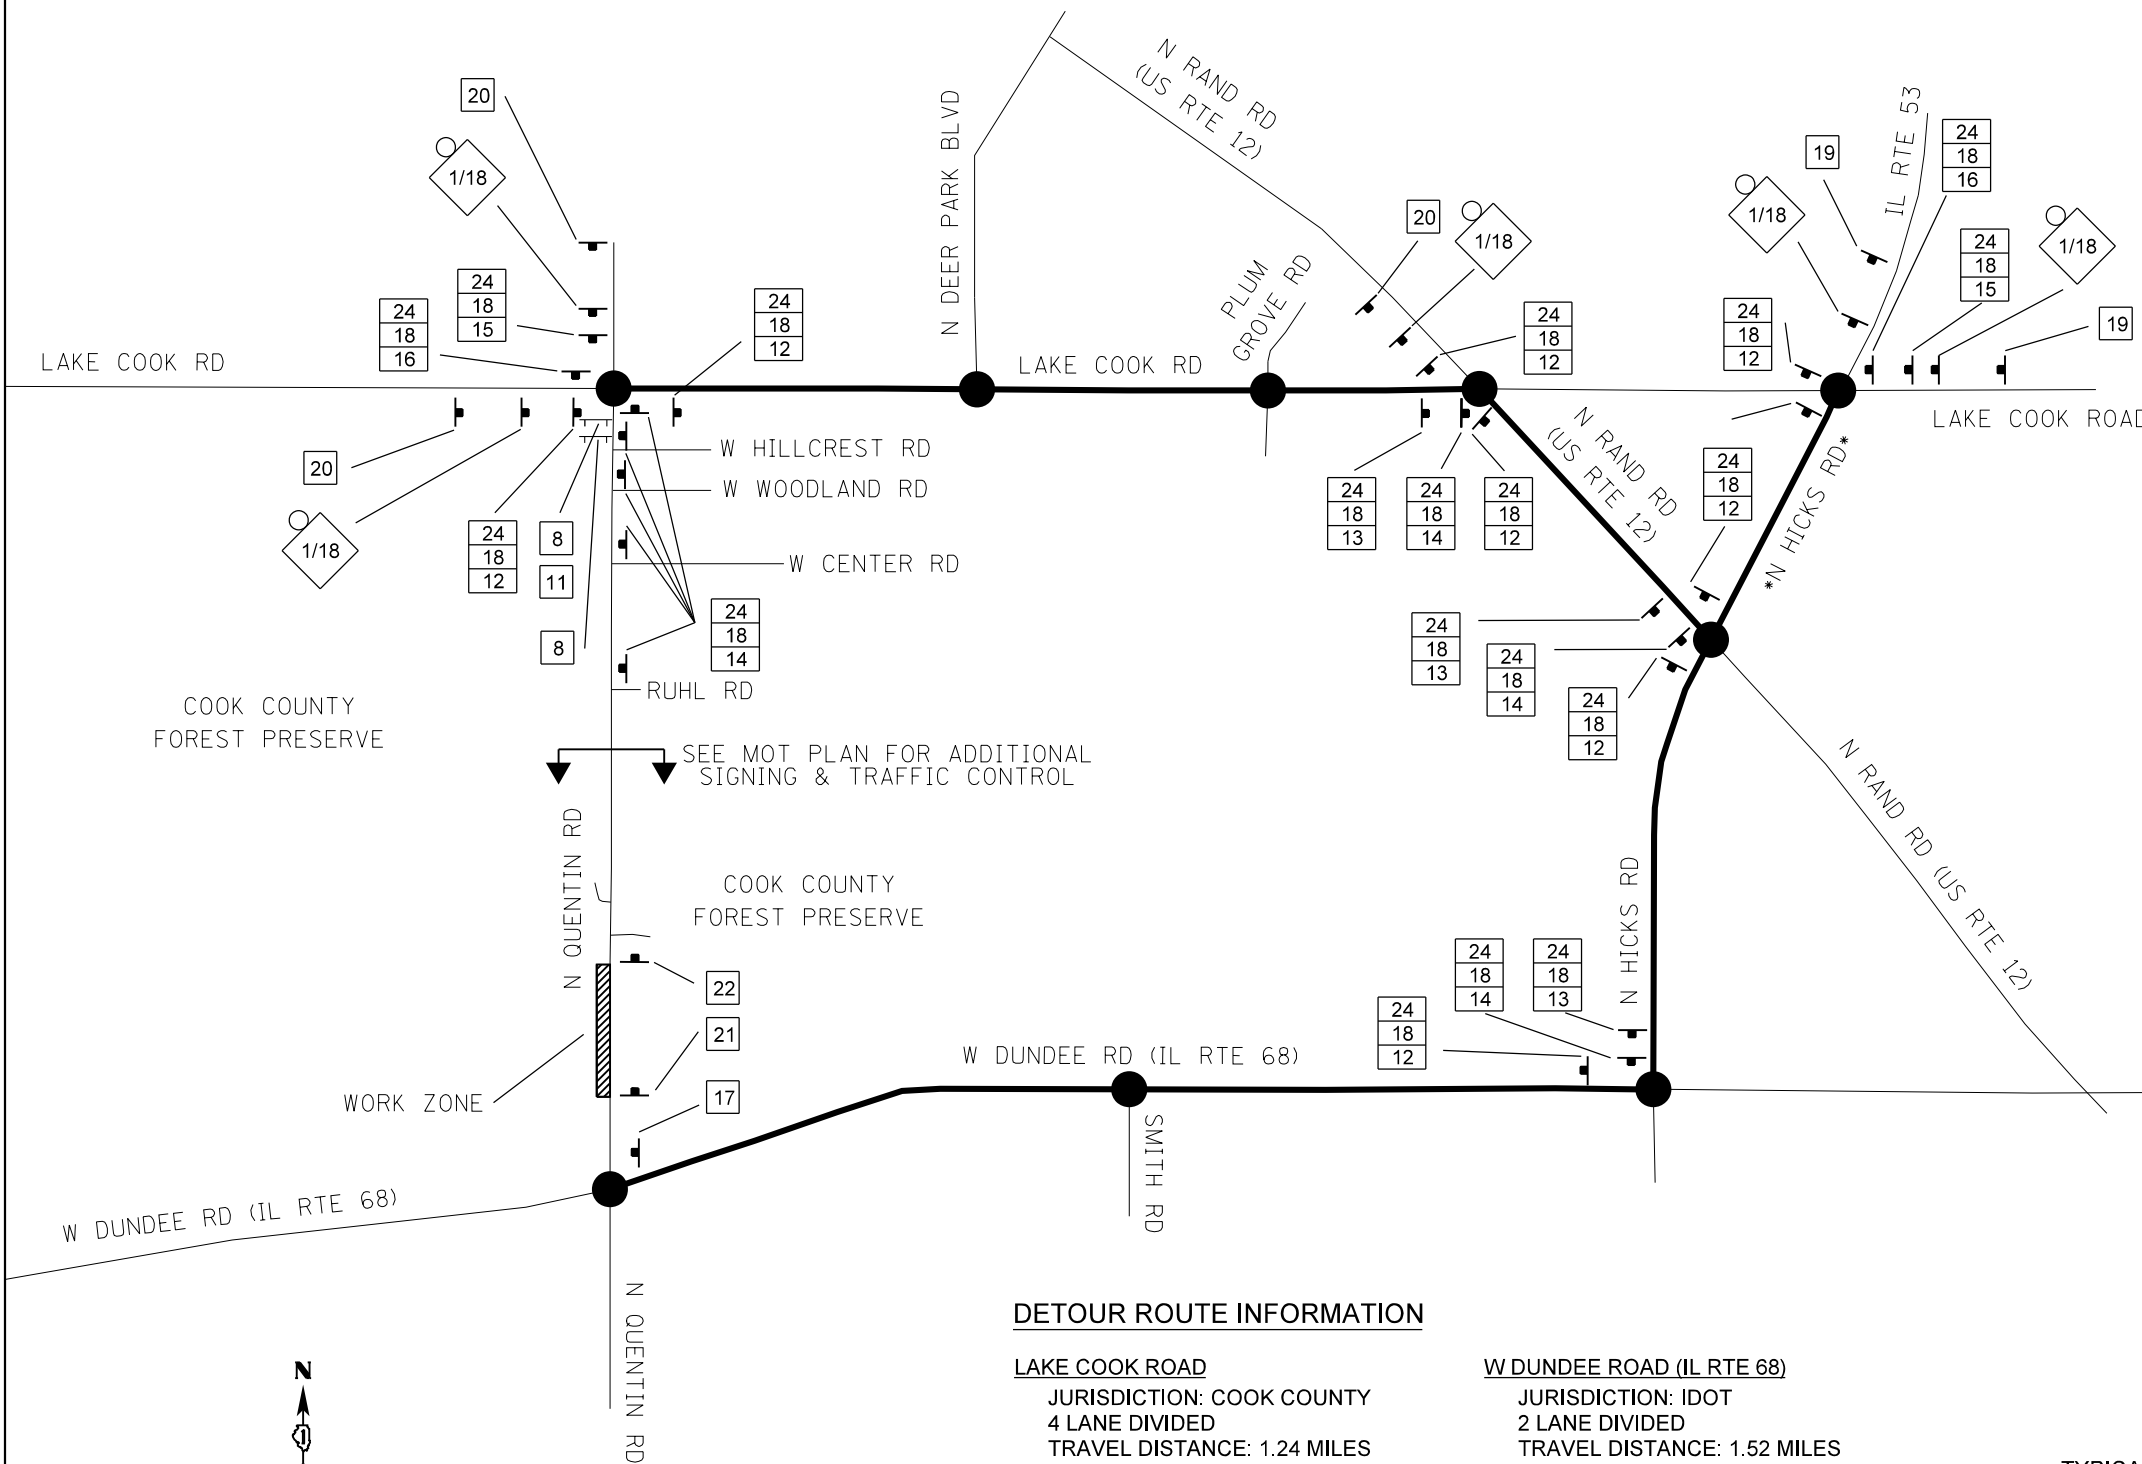 N RAND RD
(US RTE 12)
N DEER PARK BLVD
IL RTE 53
20
1/18
20
1/18
19
1/18
24
18
16
24
18
15
1/18
19
24
18
15
24
18
16
24
18
12
PLUM
GROVE RD
24
18
12
24
18
12
LAKE COOK RD
LAKE COOK RD
LAKE COOK ROAD
20
1/18
24
18
12
8
11
8
W HILLCREST RD
W WOODLAND RD
W CENTER RD
24
18
14
RUHL RD
24
18
13
24
18
14
24
18
12
N RAND RD
(US RTE 12)
24
18
12
*N HICKS RD*
24
18
13
24
18
14
24
18
12
COOK COUNTY
FOREST PRESERVE
SEE MOT PLAN FOR ADDITIONAL
SIGNING & TRAFFIC CONTROL
N QUENTIN RD
COOK COUNTY
FOREST PRESERVE
N RAND RD (US RTE 12)
N HICKS RD
22
21
17
WORK ZONE
24
18
12
24
18
14
24
18
13
W DUNDEE RD (IL RTE 68)
SMITH RD
W DUNDEE RD (IL RTE 68)
N QUENTIN RD
N
DETOUR ROUTE INFORMATION
LAKE COOK ROAD
JURISDICTION: COOK COUNTY
4 LANE DIVIDED
TRAVEL DISTANCE: 1.24 MILES
W DUNDEE ROAD (IL RTE 68)
JURISDICTION: IDOT
2 LANE DIVIDED
TRAVEL DISTANCE: 1.52 MILES